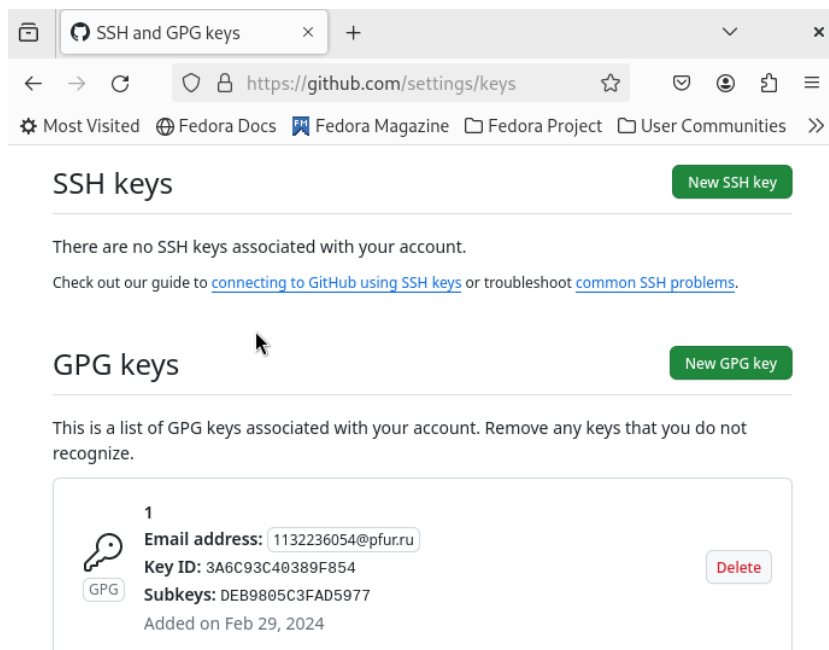 SSH and GPG keys
https://github.com/settings/keys
Most Visited Fedora Docs FM Fedora Magazine Fedora Project User Communities
SSH keys New SSH key
There are no SSH keys associated with your account.
Check out our guide to connecting to GitHub using SSH keys or troubleshoot common SSH problems.
GPG keys New GPG key
This is a list of GPG keys associated with your account. Remove any keys that you do not
recognize.
1
Email address: 1132236054@pfur.ru
Key ID: 3A6C93C40389F854
GPG
Delete
Subkeys: DEB9805C3FAD5977
Added on Feb 29, 2024